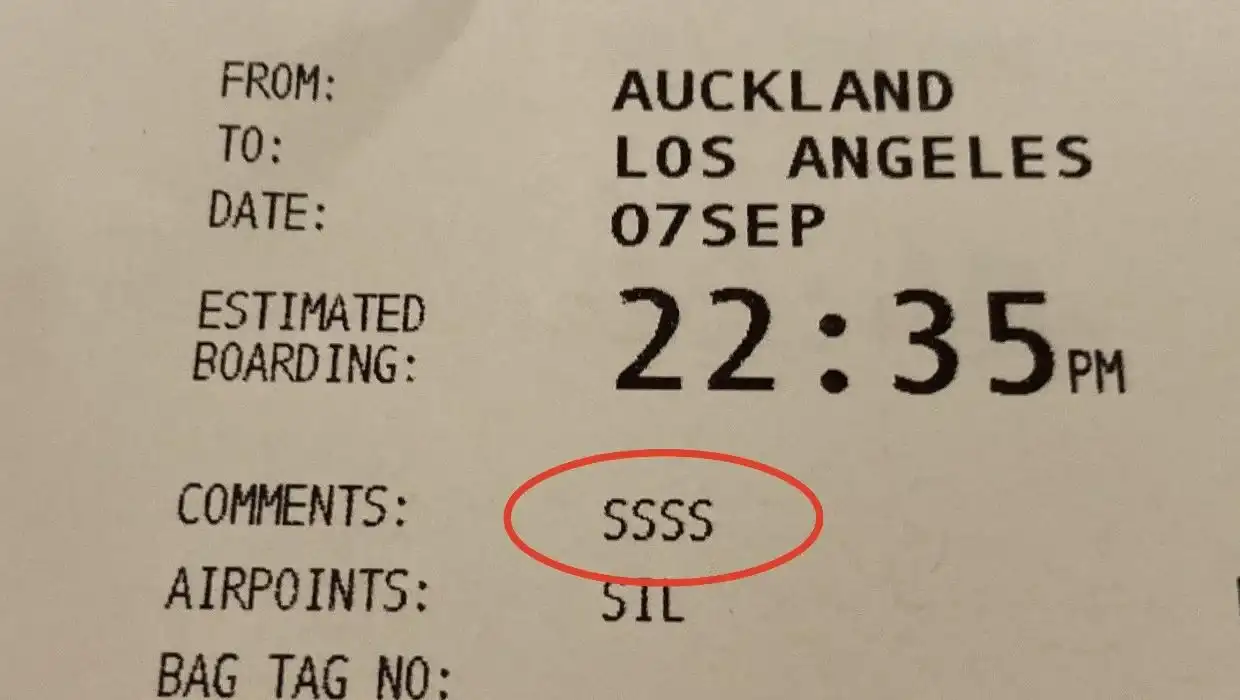 FROM: AUCKLAND
TO: LOS ANGELES
DATE: 07SEP
ESTIMATED
BOARDING: 22:35PM
COMMENTS: SSSS
AIRPOINTS: SIL
BAG TAG NO: